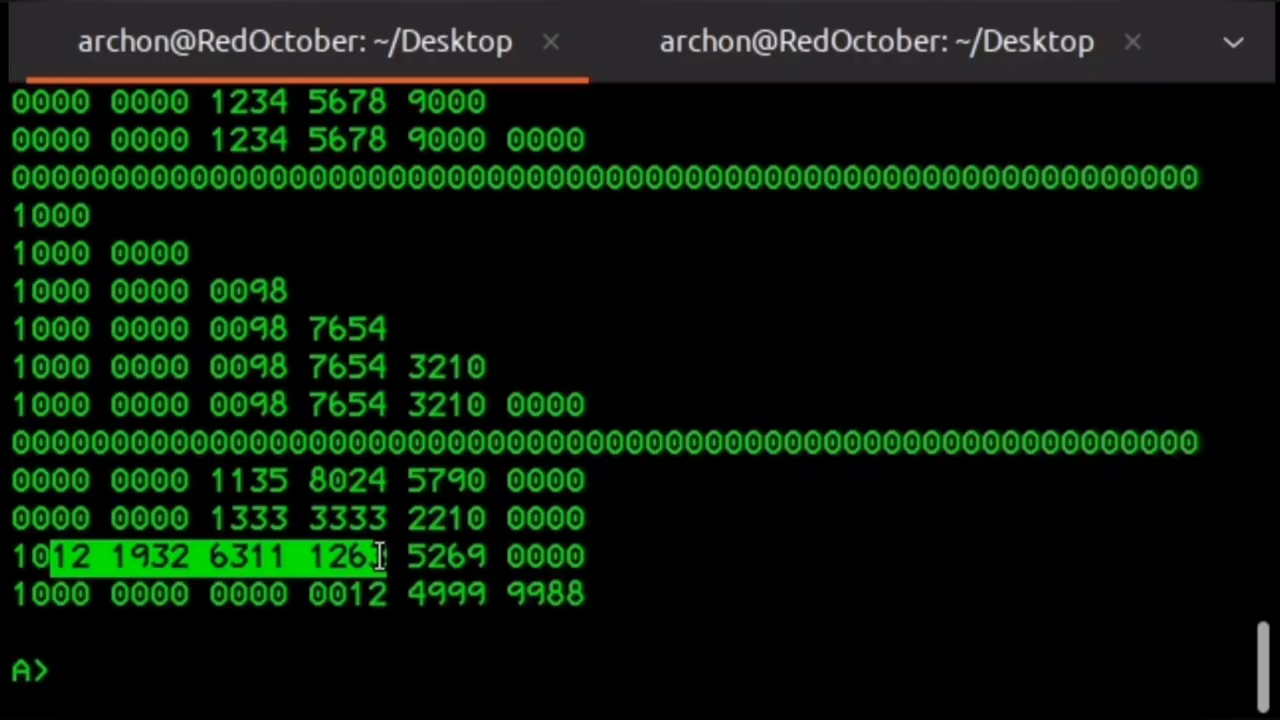 archon@RedOctober: ~/Desktop
archon@RedOctober: ~/Desktop
0000 0000 1234 5678 9000
0000 0000 1234 5678 9000 0000
000000000000000000000000000000000000000000000000000000000000
1000
1000 0000
1000 0000 0098
1000 0000 0098 7654
1000 0000 0098 7654 3210
1000 0000 0098 7654 3210 0000
000000000000000000000000000000000000000000000000000000000000
0000 0000 1135 8024 5790 0000
0000 0000 1333 3333 2210 0000
1012 1932 6311 1263 5269 0000
1000 0000 0000 0012 4999 9988
A>